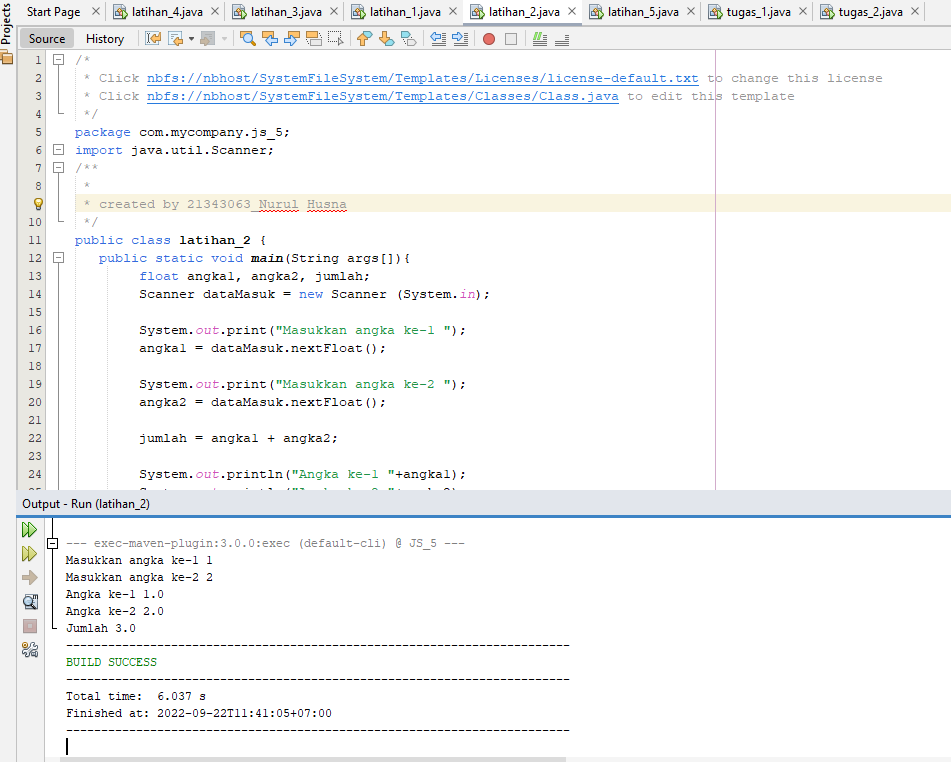 Projects
Start Page latihan_4.java latihan_3.java latihan_1.java latihan_2.java latihan_5.java tugas_1.java tugas_2.java
Source History
1 /*
2 * Click nbfs://nbhost/SystemFileSystem/Templates/Licenses/license-default.txt to change this license
3 * Click nbfs://nbhost/SystemFileSystem/Templates/Classes/Class.java to edit this template
4 */
5 package com.mycompany.js_5;
6 import java.util.Scanner;
7 /**
8 *
* created by 21343063_Nurul Husna
10 */
11 public class latihan_2 {
12 public static void main(String args[]){
13 float angka1, angka2, jumlah;
14 Scanner dataMasuk = new Scanner (System.in);
15
16 System.out.print("Masukkan angka ke-1 ");
17 angka1 = dataMasuk.nextFloat();
18
19 System.out.print("Masukkan angka ke-2 ");
20 angka2 = dataMasuk.nextFloat();
21
22 jumlah = angka1 + angka2;
23
24 System.out.println("Angka ke-1 "+angka1);
Output - Run (latihan_2)
--- exec-maven-plugin:3.0.0:exec (default-cli) @ JS_5 ---
Masukkan angka ke-1 1
Masukkan angka ke-2 2
Angka ke-1 1.0
Angka ke-2 2.0
Jumlah 3.0
------------------------------------------------------------------------
BUILD SUCCESS
------------------------------------------------------------------------
Total time:  6.037 s
Finished at: 2022-09-22T11:41:05+07:00
------------------------------------------------------------------------